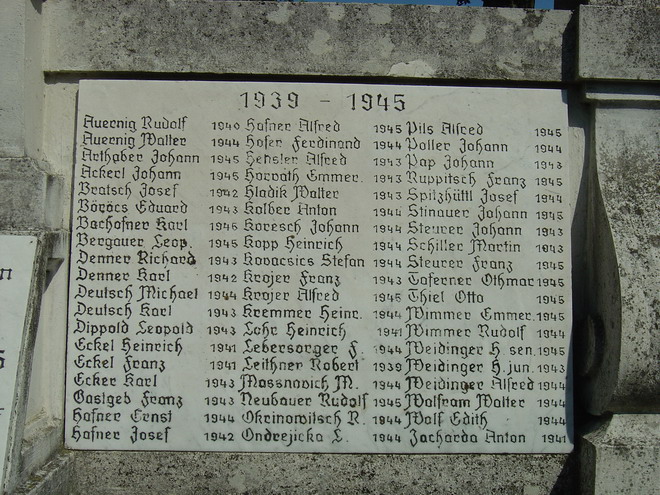 1939 - 1945
Auernig Rudolf 1940 Hafner Alfred 1945 Pils Alfred 1945
Auernig Walter 1944 Hofer Ferdinand 1944 Poller Johann 1944
Arthaber Johann 1945 Hensler Alfred 1943 Pap Johann 1943
Ackerl Johann 1945 Horvath Emmer. 1943 Ruppitsch Franz 1945
Bratsch Josef 1942 Hladik Walter 1943 Spitzhüttl Josef 1944
Böröcs Eduard 1943 Kalber Anton 1944 Stinauer Johann 1945
Bachofner Karl 1945 Koresch Johann 1944 Steurer Johann 1943
Bergauer Leop. 1945 Kopp Heinrich 1944 Schiller Martin 1943
Denner Richard 1943 Kovacsics Stefan 1944 Steurer Franz 1945
Denner Karl 1942 Krojer Franz 1943 Taferner Othmar 1945
Deutsch Michael 1944 Krojer Alfred 1945 Thiel Otto 1945
Deutsch Karl 1943 Kremmer Heinr. 1944 Wimmer Emmer. 1945
Dippold Leopold 1943 Lehr Heinrich 1941 Wimmer Rudolf 1944
Eckel Heinrich 1941 Lebersorger F. 1944 Weidinger H sen. 1945
Eckel Franz 1941 Leithner Robert 1939 Weidinger H. jun. 1943
Ecker Karl 1943 Massnovich M. 1944 Weidinger Alfred 1944
Gastgeb Franz 1943 Neubauer Rudolf 1945 Wolfram Walter 1944
Hafner Ernst 1944 Okrinowitsch R. 1944 Wolf Edith 1944
Hafner Josef 1942 Ondrejicka L. 1944 Zacharda Anton 1941